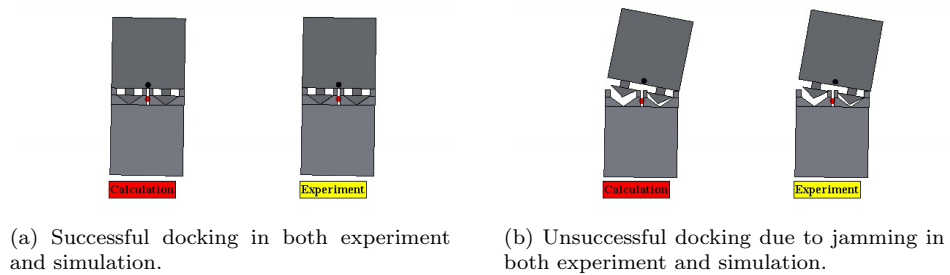 Calculation
Experiment
Calculation
Experiment
(a) Successful docking in both experiment
and simulation.
(b) Unsuccessful docking due to jamming in
both experiment and simulation.